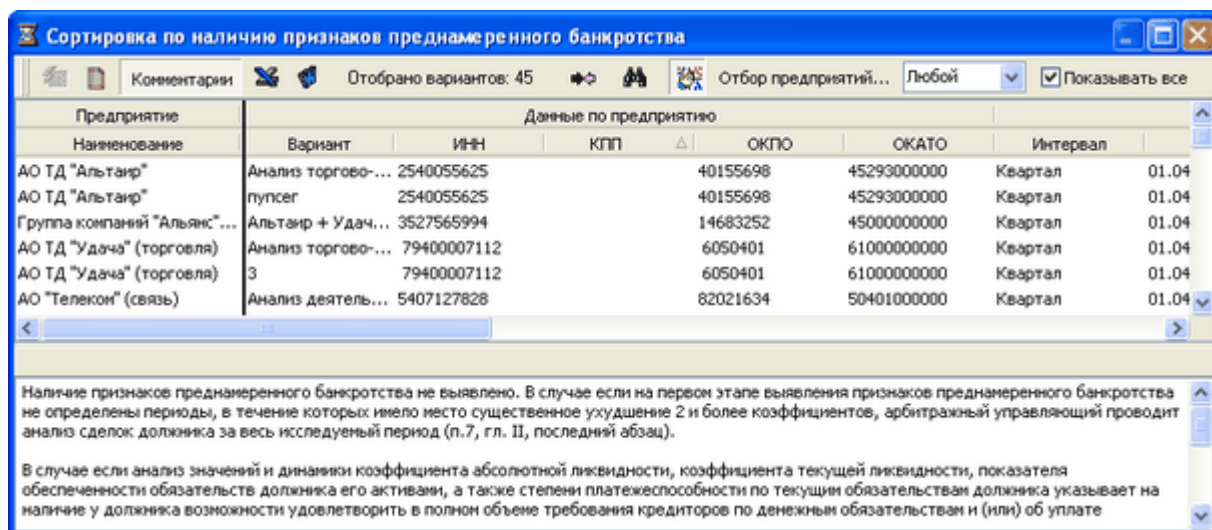 Сортировка по наличию признаков преднамеренного банкротства
Комментарии Отобрано вариантов: 45 Отбор предприятий... Любой Показывать все
Предприятие Данные по предприятию
Наименование Вариант ИНН КПП ОКПО ОКАТО Интервал
АО ТД "Альтаир" Анализ торгово-... 2540055625 40155698 45293000000 Квартал 01.04
АО ТД "Альтаир" пупсег 2540055625 40155698 45293000000 Квартал 01.04
Группа компаний "Альянс"... Альтаир + Удач... 3527565994 14683252 45000000000 Квартал 01.04
АО ТД "Удача" (торговля) Анализ торгово-... 79400007112 6050401 61000000000 Квартал 01.04
АО ТД "Удача" (торговля) 3 79400007112 6050401 61000000000 Квартал 01.04
АО "Телеком" (связь) Анализ деятель... 5407127828 82021634 50401000000 Квартал 01.04
Наличие признаков преднамеренного банкротства не выявлено. В случае если на первом этапе выявления признаков преднамеренного банкротства
не определены периоды, в течение которых имело место существенное ухудшение 2 и более коэффициентов, арбитражный управляющий проводит
анализ сделок должника за весь исследуемый период (п.7, гл. II, последний абзац).
В случае если анализ значений и динамики коэффициента абсолютной ликвидности, коэффициента текущей ликвидности, показателя
обеспеченности обязательств должника его активами, а также степени платежеспособности по текущим обязательствам должника указывает на
наличие у должника возможности удовлетворить в полном объеме требования кредиторов по денежным обязательствам и (или) об уплате